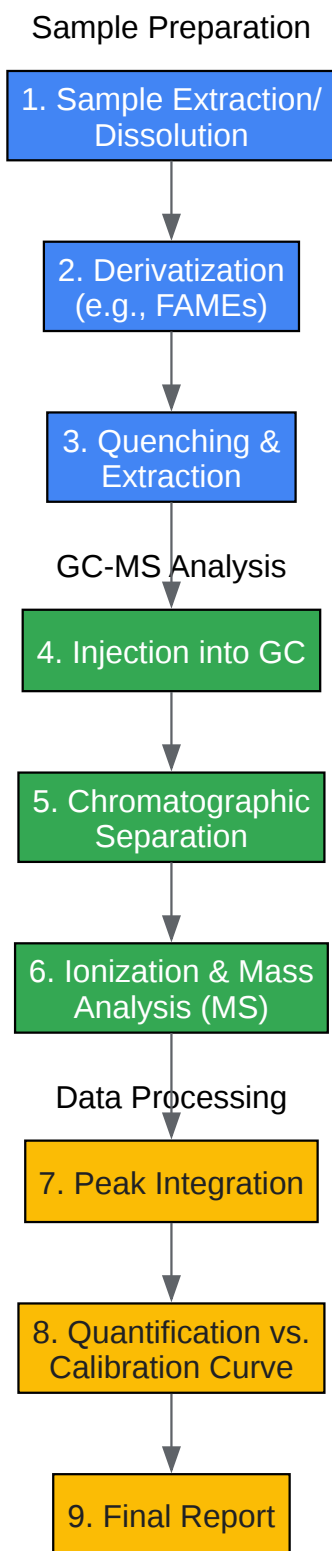 Sample Preparation
1. Sample Extraction/
Dissolution
2. Derivatization
(e.g., FAMEs)
3. Quenching &
Extraction
GC-MS Analysis
4. Injection into GC
5. Chromatographic
Separation
6. Ionization & Mass
Analysis (MS)
Data Processing
7. Peak Integration
8. Quantification vs.
Calibration Curve
9. Final Report